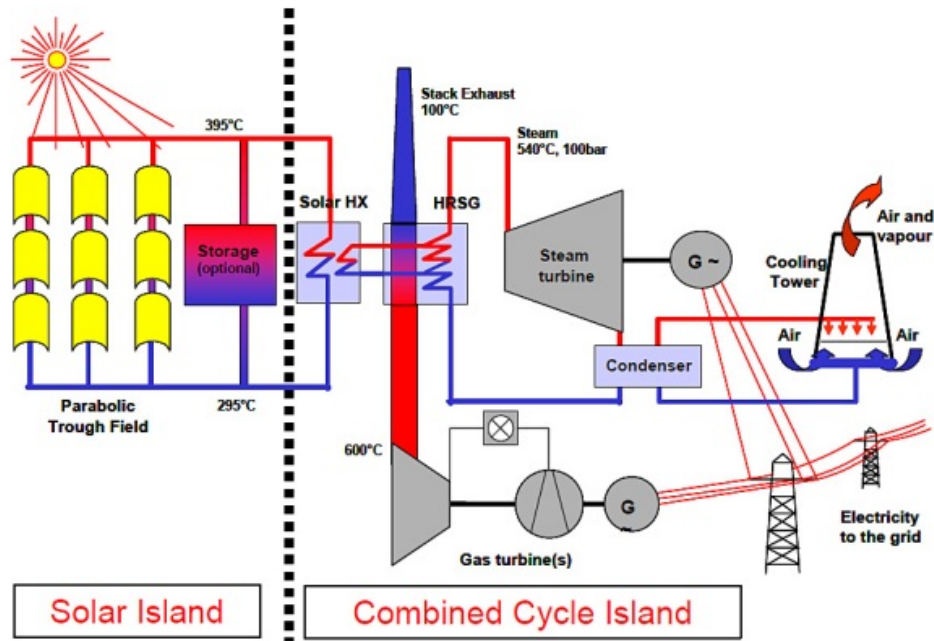 Stack Exhaust
100°C
395°C
Steam
540°C, 100bar
Solar HX
HRSG
Air and
vapour
Storage
(optional)
Steam
turbine
G ~
Cooling
Tower
Air
Air
Condenser
295°C
Parabolic
Trough Field
600°C
G
~
Gas turbine(s)
Electricity
to the grid
Solar Island
Combined Cycle Island